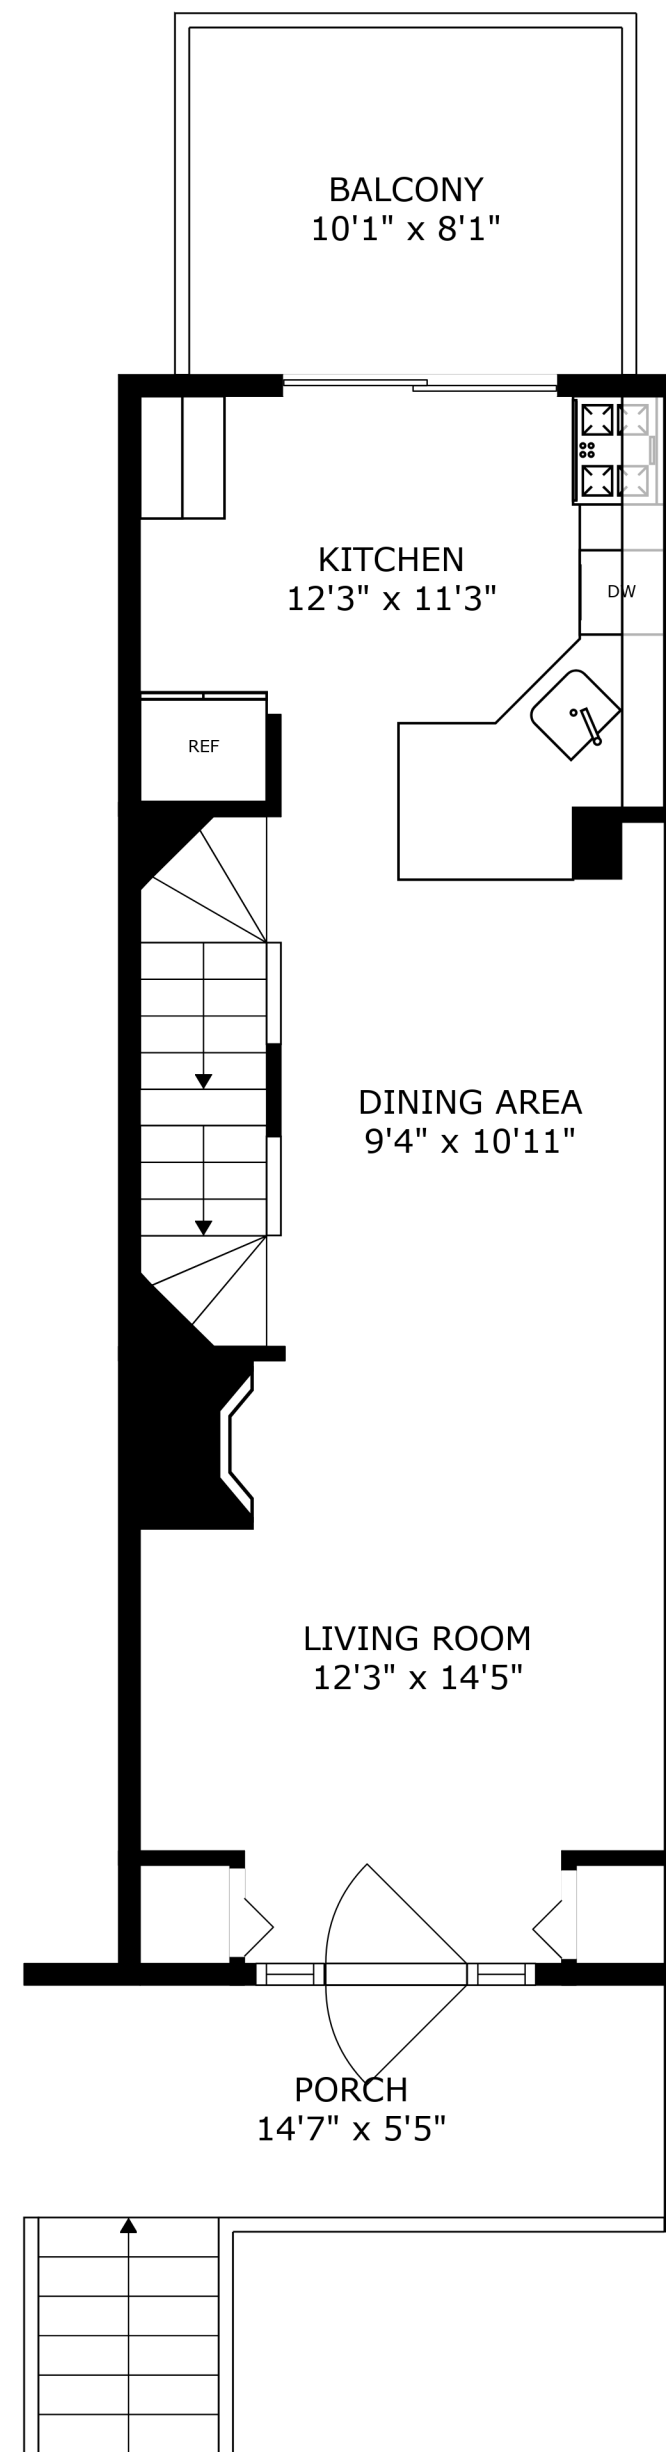 BALCONY
10'1" x 8'1"
KITCHEN
12'3" x 11'3"
DW
REF
DINING AREA
9'4" x 10'11"
LIVING ROOM
12'3" x 14'5"
PORCH
14'7" x 5'5"